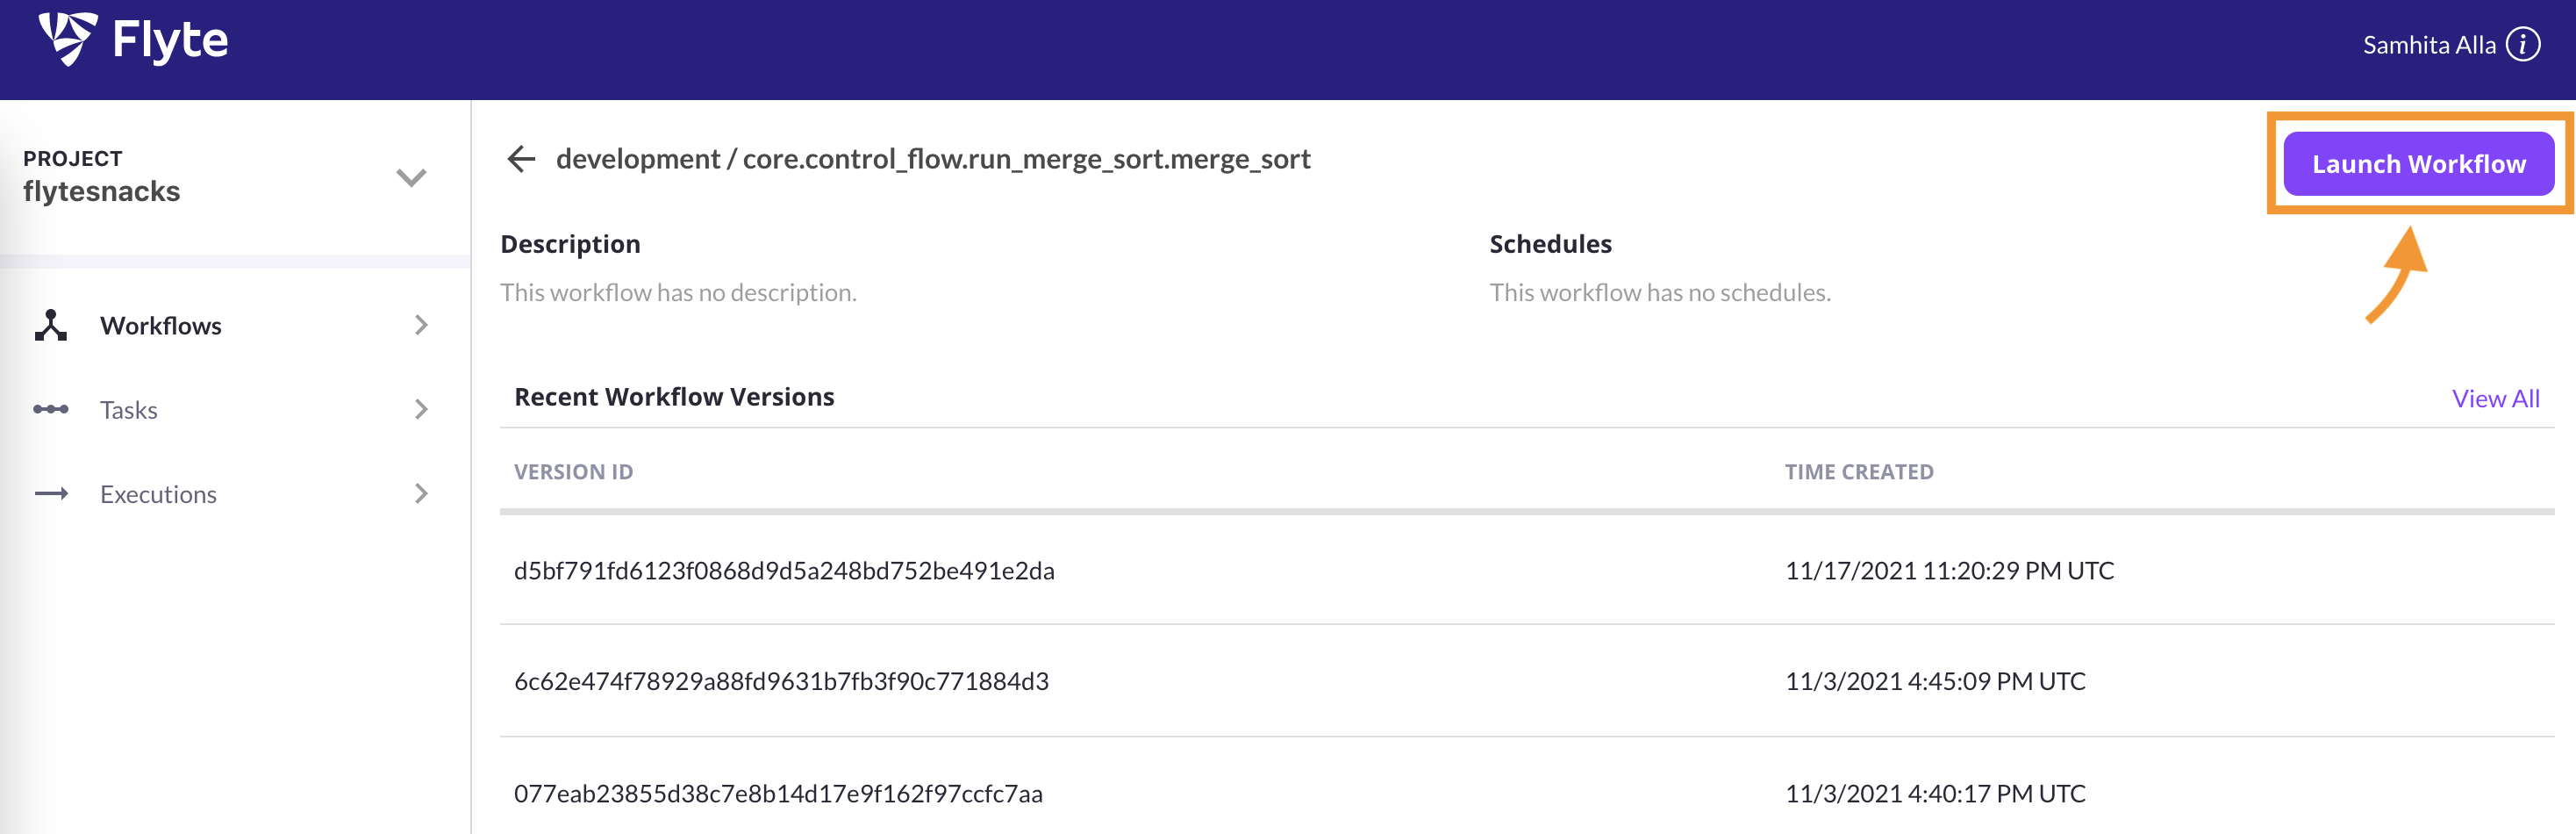 Flyte
Samhita Alla i
PROJECT
flytesnacks
Workflows
Tasks
Executions
development / core.control_flow.run_merge_sort.merge_sort
Launch Workflow
Description
This workflow has no description.
Schedules
This workflow has no schedules.
Recent Workflow Versions
View All
VERSION ID
TIME CREATED
d5bf791fd6123f0868d9d5a248bd752be491e2da
11/17/2021 11:20:29 PM UTC
6c62e474f78929a88fd9631b7fb3f90c771884d3
11/3/2021 4:45:09 PM UTC
077eab23855d38c7e8b14d17e9f162f97ccfc7aa
11/3/2021 4:40:17 PM UTC